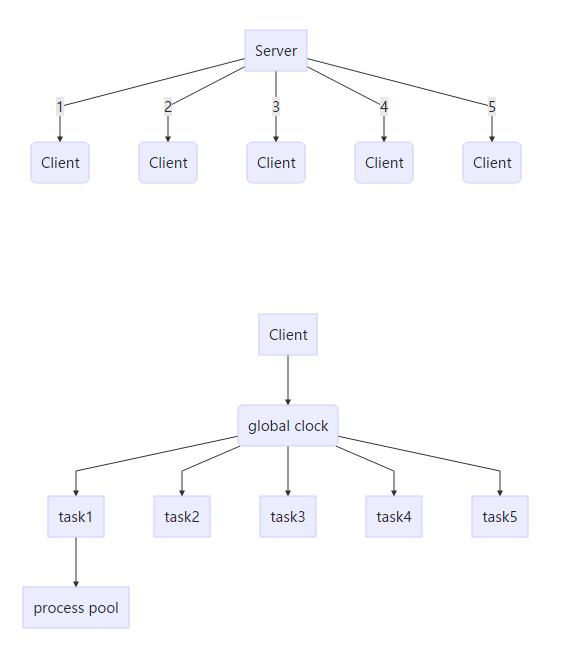 Server
1 2 3 4 5
Client Client Client Client Client
Client
global clock
task1 task2 task3 task4 task5
process pool